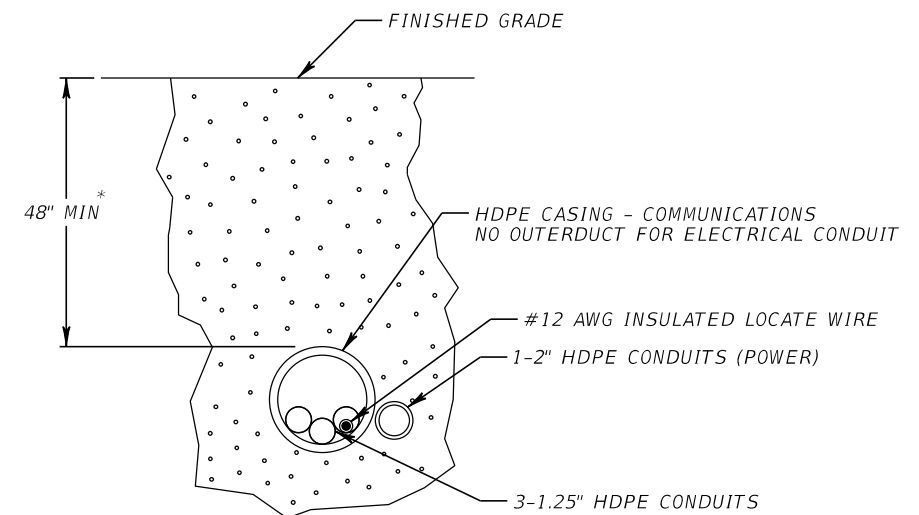 FINISHED GRADE
48" MIN*
HDPE CASING - COMMUNICATIONS
NO OUTERDUCT FOR ELECTRICAL CONDUIT
#12 AWG INSULATED LOCATE WIRE
1-2" HDPE CONDUITS (POWER)
3-1.25" HDPE CONDUITS